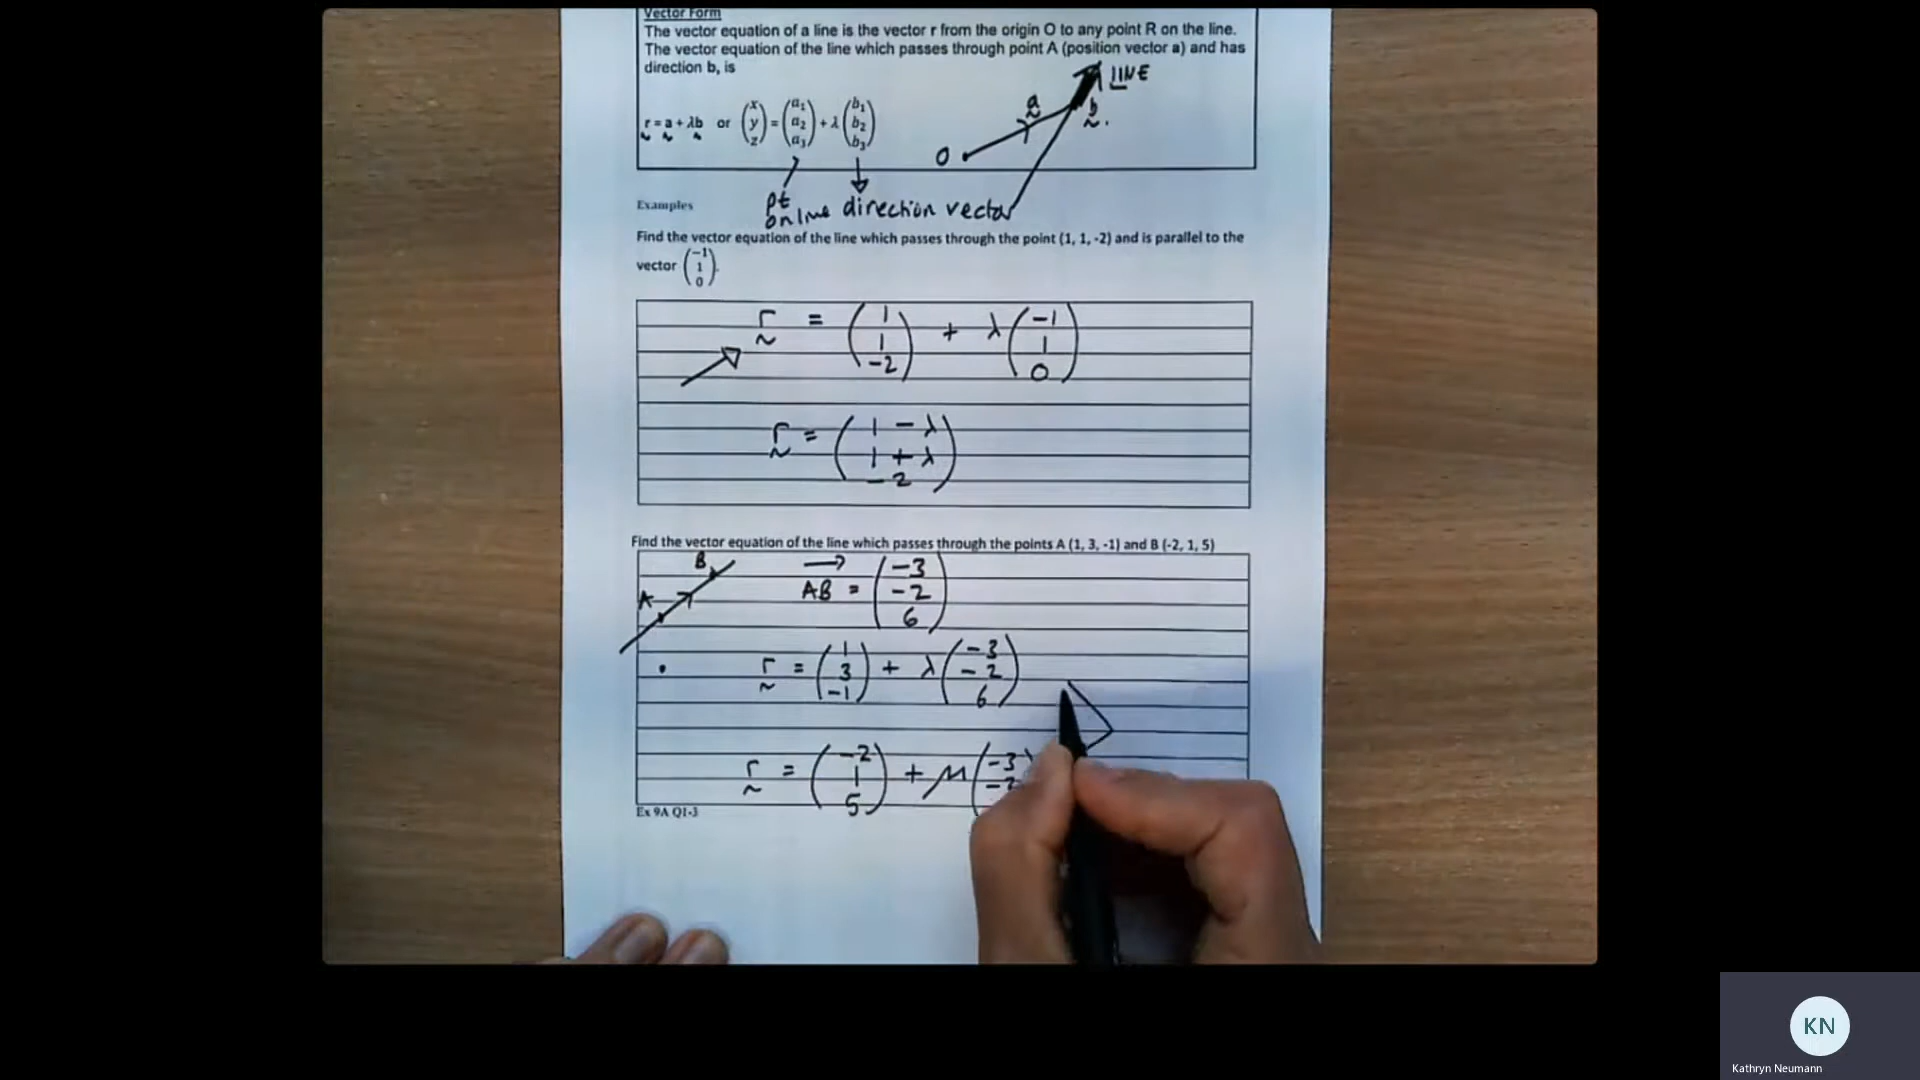 Vector Form
The vector equation of a line is the vector r from the origin O to any point R on the line.
The vector equation of the line which passes through point A (position vector a) and has
direction b, is
r = a + λb or (x y z) = (a₁ a₂ a₃) + λ (b₁ b₂ b₃)
O a b LINE
pt on line direction vector
Examples
Find the vector equation of the line which passes through the point (1, 1, -2) and is parallel to the
vector (-1 1 0).
r = (1 1 -2) + λ (-1 1 0)
r = (1 - λ 1 + λ -2)
Find the vector equation of the line which passes through the points A (1, 3, -1) and B (-2, 1, 5)
A B AB = (-3 -2 6)
r = (1 3 -1) + λ (-3 -2 6)
r = (-2 1 5) + μ (-3 -2
Ex 9A Q1-3
KN
Kathryn Neumann